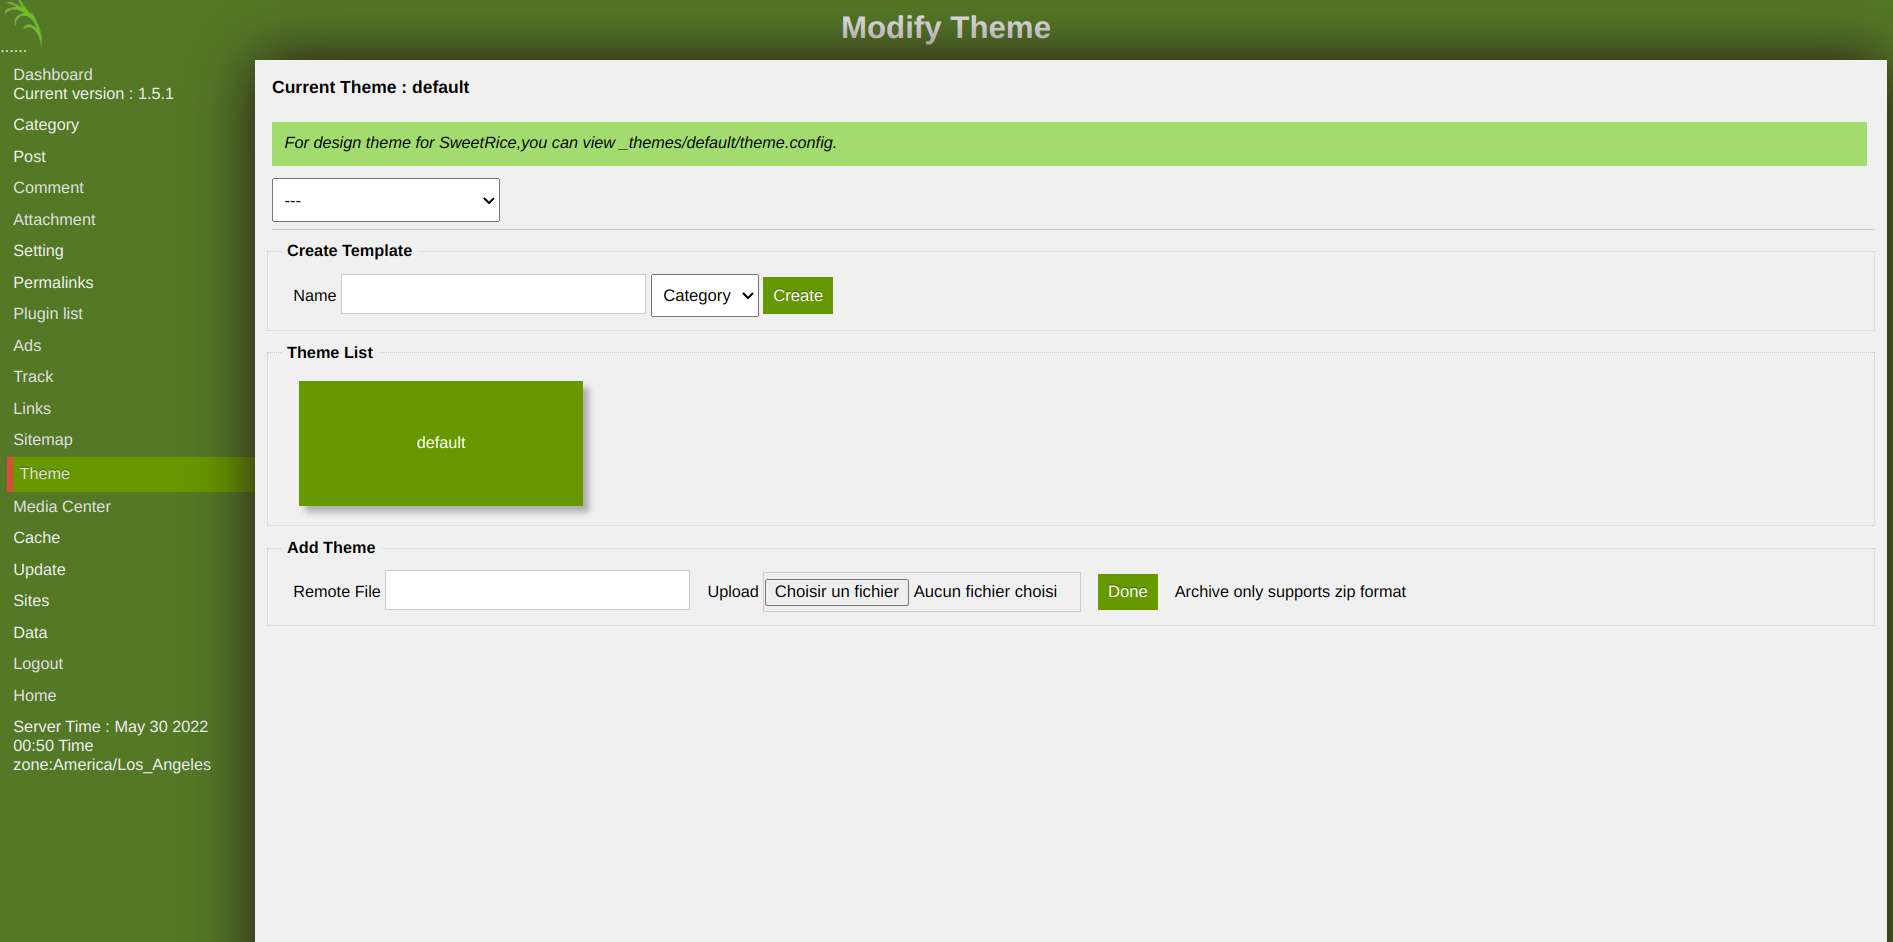 Modify Theme
......
Dashboard
Current version : 1.5.1
Category
Post
Comment
Attachment
Setting
Permalinks
Plugin list
Ads
Track
Links
Sitemap
Theme
Media Center
Cache
Update
Sites
Data
Logout
Home
Server Time : May 30 2022
00:50 Time
zone:America/Los_Angeles
Current Theme : default
For design theme for SweetRice,you can view _themes/default/theme.config.
---
Create Template
Name Category Create
Theme List
default
Add Theme
Remote File Upload Choisir un fichier Aucun fichier choisi Done Archive only supports zip format